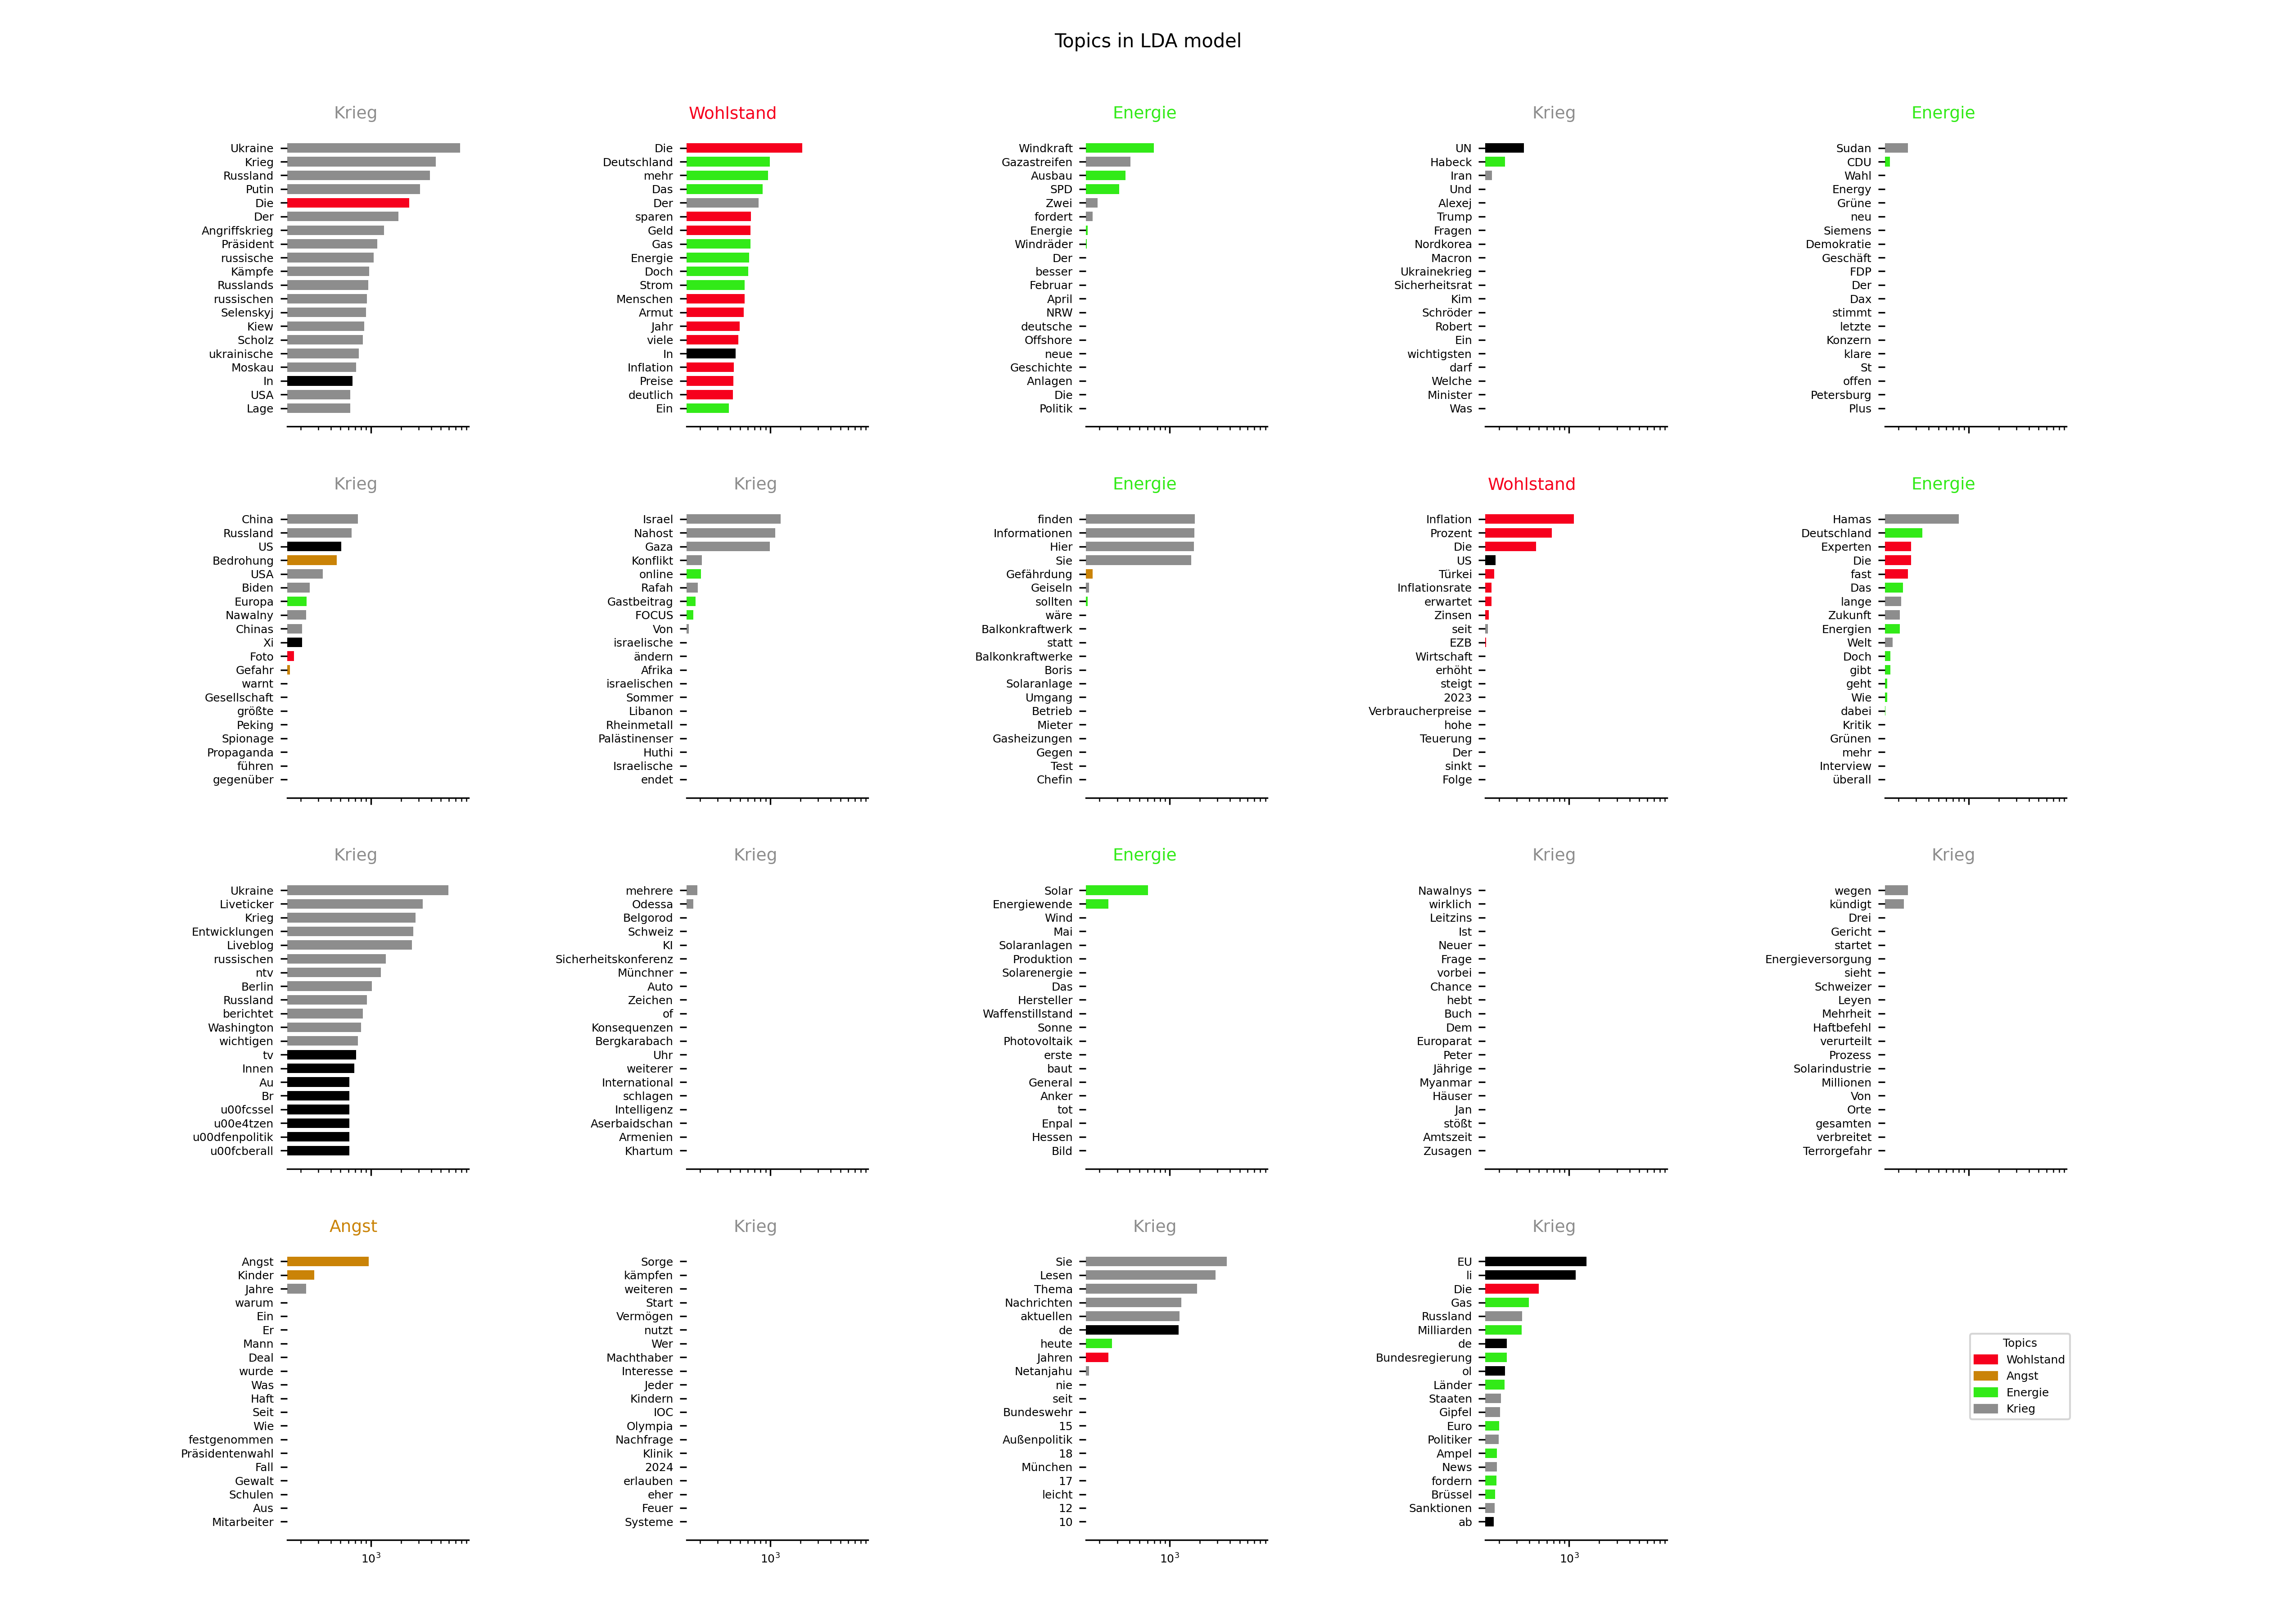 Topics in LDA model
Krieg
Ukraine
Krieg
Russland
Putin
Die
Der
Angriffskrieg
Präsident
russische
Kämpfe
Russlands
russischen
Selenskyj
Kiew
Scholz
ukrainische
Moskau
In
USA
Lage
Wohlstand
Die
Deutschland
mehr
Das
Der
sparen
Geld
Gas
Energie
Doch
Strom
Menschen
Armut
Jahr
viele
In
Inflation
Preise
deutlich
Ein
Energie
Windkraft
Gazastreifen
Ausbau
SPD
Zwei
fordert
Energie
Windräder
Der
besser
Februar
April
NRW
deutsche
Offshore
neue
Geschichte
Anlagen
Die
Politik
Krieg
UN
Habeck
Iran
Und
Alexej
Trump
Fragen
Nordkorea
Macron
Ukrainekrieg
Sicherheitsrat
Kim
Schröder
Robert
Ein
wichtigsten
darf
Welche
Minister
Was
Energie
Sudan
CDU
Wahl
Energy
Grüne
neu
Siemens
Demokratie
Geschäft
FDP
Der
Dax
stimmt
letzte
Konzern
klare
St
offen
Petersburg
Plus
Krieg
China
Russland
US
Bedrohung
USA
Biden
Europa
Nawalny
Chinas
Xi
Foto
Gefahr
warnt
Gesellschaft
größte
Peking
Spionage
Propaganda
führen
gegenüber
Krieg
Israel
Nahost
Gaza
Konflikt
online
Rafah
Gastbeitrag
FOCUS
Von
israelische
ändern
Afrika
israelischen
Sommer
Libanon
Rheinmetall
Palästinenser
Huthi
Israelische
endet
Energie
finden
Informationen
Hier
Sie
Gefährdung
Geiseln
sollten
wäre
Balkonkraftwerk
statt
Balkonkraftwerke
Boris
Solaranlage
Umgang
Betrieb
Mieter
Gasheizungen
Gegen
Test
Chefin
Wohlstand
Inflation
Prozent
Die
US
Türkei
Inflationsrate
erwartet
Zinsen
seit
EZB
Wirtschaft
erhöht
steigt
2023
Verbraucherpreise
hohe
Teuerung
Der
sinkt
Folge
Energie
Hamas
Deutschland
Experten
Die
fast
Das
lange
Zukunft
Energien
Welt
Doch
gibt
geht
Wie
dabei
Kritik
Grünen
mehr
Interview
überall
Krieg
Ukraine
Liveticker
Krieg
Entwicklungen
Liveblog
russischen
ntv
Berlin
Russland
berichtet
Washington
wichtigen
tv
Innen
Au
Br
u00fcssel
u00e4tzen
u00dfenpolitik
u00fcberall
Krieg
mehrere
Odessa
Belgorod
Schweiz
KI
Sicherheitskonferenz
Münchner
Auto
Zeichen
of
Konsequenzen
Bergkarabach
Uhr
weiterer
International
schlagen
Intelligenz
Aserbaidschan
Armenien
Khartum
Energie
Solar
Energiewende
Wind
Mai
Solaranlagen
Produktion
Solarenergie
Das
Hersteller
Waffenstillstand
Sonne
Photovoltaik
erste
baut
General
Anker
tot
Enpal
Hessen
Bild
Krieg
Nawalnys
wirklich
Leitzins
Ist
Neuer
Frage
vorbei
Chance
hebt
Buch
Dem
Europarat
Peter
Jährige
Myanmar
Häuser
Jan
stößt
Amtszeit
Zusagen
Krieg
wegen
kündigt
Drei
Gericht
startet
Energieversorgung
sieht
Schweizer
Leyen
Mehrheit
Haftbefehl
verurteilt
Prozess
Solarindustrie
Millionen
Von
Orte
gesamten
verbreitet
Terrorgefahr
Angst
Angst
Kinder
Jahre
warum
Ein
Er
Mann
Deal
wurde
Was
Haft
Seit
Wie
festgenommen
Präsidentenwahl
Fall
Gewalt
Schulen
Aus
Mitarbeiter
10³
Krieg
Sorge
kämpfen
weiteren
Start
Vermögen
nutzt
Wer
Machthaber
Interesse
Jeder
Kindern
IOC
Olympia
Nachfrage
Klinik
2024
erlauben
eher
Feuer
Systeme
10³
Krieg
Sie
Lesen
Thema
Nachrichten
aktuellen
de
heute
Jahren
Netanjahu
nie
seit
Bundeswehr
15
Außenpolitik
18
München
17
leicht
12
10
10³
Krieg
EU
li
Die
Gas
Russland
Milliarden
de
Bundesregierung
ol
Länder
Staaten
Gipfel
Euro
Politiker
Ampel
News
fordern
Brüssel
Sanktionen
ab
10³
Topics
Wohlstand
Angst
Energie
Krieg